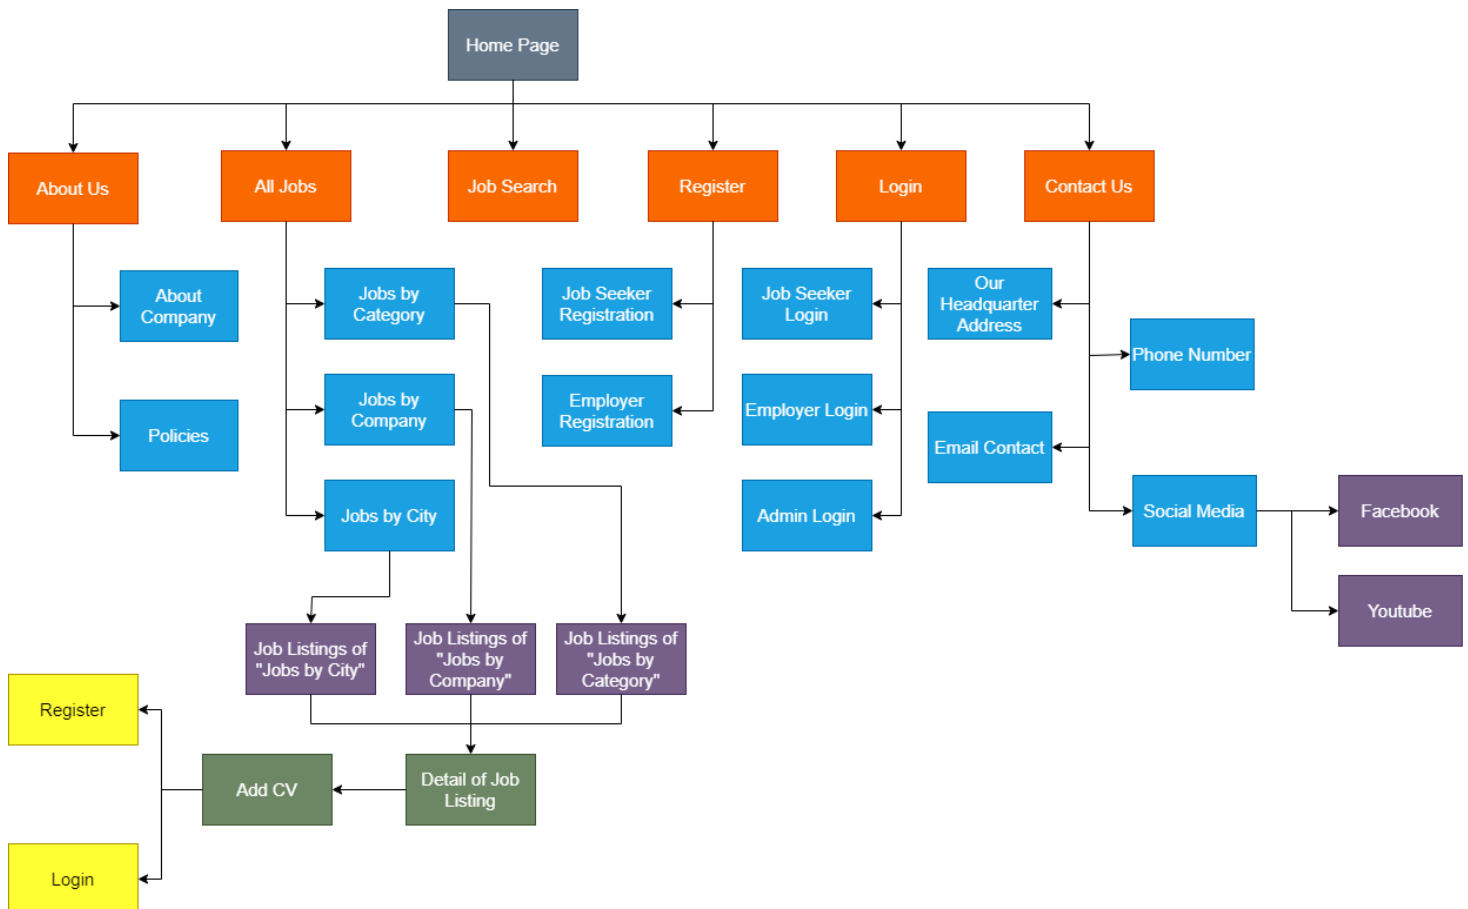 Home Page
About Us
All Jobs
Job Search
Register
Login
Contact Us
About
Company
Policies
Jobs by
Category
Jobs by
Company
Jobs by City
Job Seeker
Registration
Employer
Registration
Job Seeker
Login
Employer Login
Admin Login
Our
Headquarter
Address
Phone Number
Email Contact
Social Media
Facebook
Youtube
Job Listings of
"Jobs by City"
Job Listings of
"Jobs by
Company"
Job Listings of
"Jobs by
Category"
Detail of Job
Listing
Add CV
Register
Login